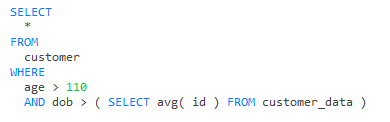 SELECT
*
FROM
customer
WHERE
age > 110
AND dob > ( SELECT avg( id ) FROM customer_data )